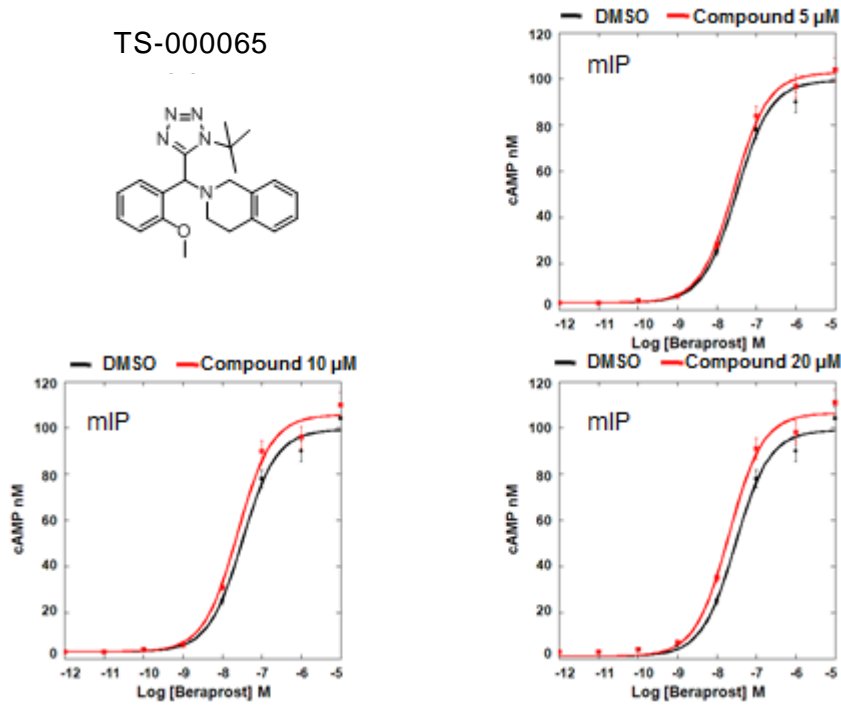 TS-000065
N=N
N
N
N
O
DMSO Compound 5 µM
mIP
cAMP nM
120
100
80
60
40
20
0
-12 -11 -10 -9 -8 -7 -6 -5
Log [Beraprost] M
DMSO Compound 10 µM
mIP
cAMP nM
120
100
80
60
40
20
0
-12 -11 -10 -9 -8 -7 -6 -5
Log [Beraprost] M
DMSO Compound 20 µM
mIP
cAMP nM
120
100
80
60
40
20
0
-12 -11 -10 -9 -8 -7 -6 -5
Log [Beraprost] M